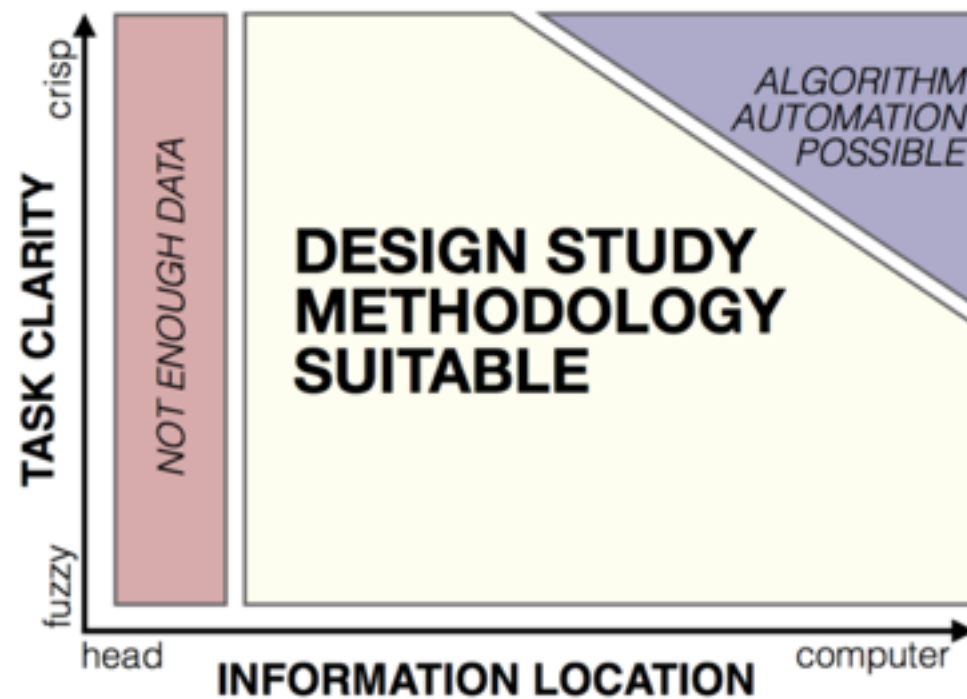 crisp
TASK CLARITY
fuzzy
NOT ENOUGH DATA
DESIGN STUDY
METHODOLOGY
SUITABLE
ALGORITHM
AUTOMATION
POSSIBLE
head
INFORMATION LOCATION
computer